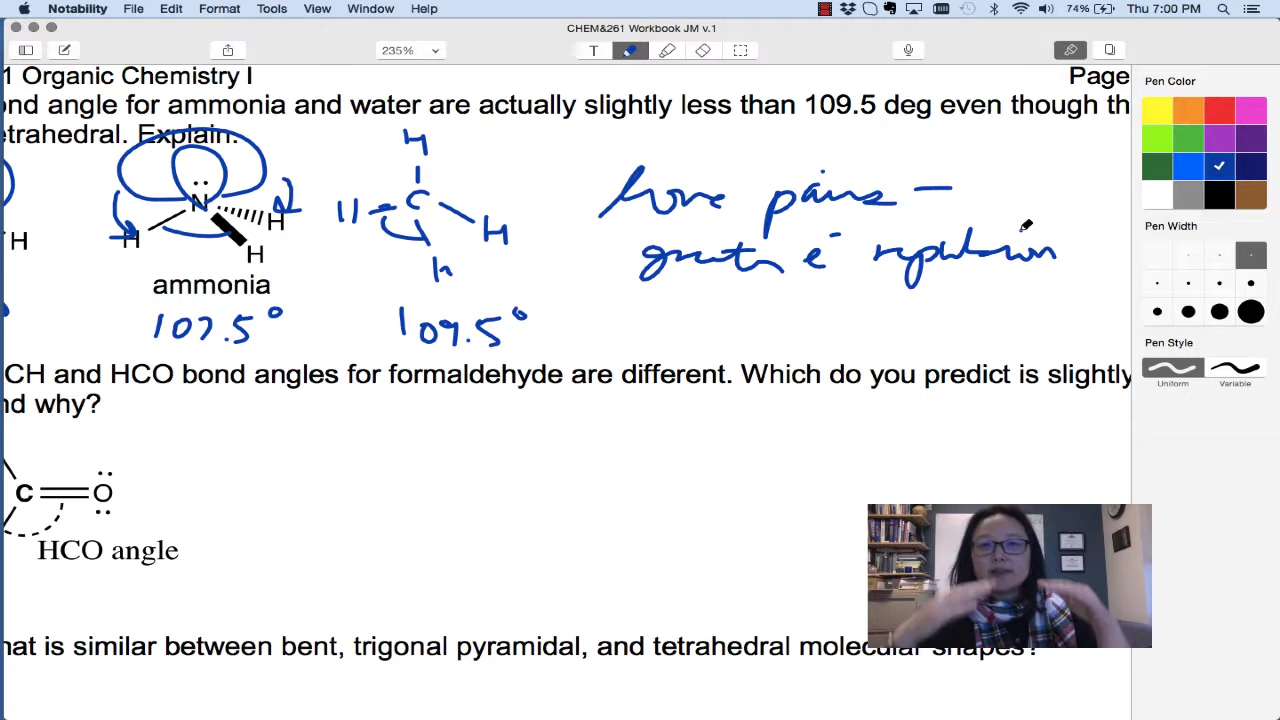 Notability File Edit Format Tools View Window Help 74% Thu 7:00 PM
CHEM&261 Workbook JM v.1
235%
T
1 Organic Chemistry I Page
ond angle for ammonia and water are actually slightly less than 109.5 deg even though th
etrahedral. Explain.
H
N
H
H
H
ammonia
107.5°
H
C
H
H
H
109.5°
lone pairs –
greater e⁻ repulsion
CH and HCO bond angles for formaldehyde are different. Which do you predict is slightly
nd why?
C
O
HCO angle
hat is similar between bent, trigonal pyramidal, and tetrahedral molecular shapes?
Pen Color
Pen Width
Pen Style
Uniform Variable